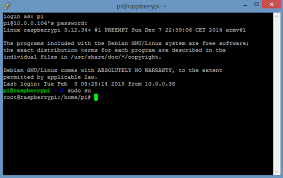 pi@raspberrypi: ~
login as: pi
pi@10.0.0.106's password:
Linux raspberrypi 3.12.36+ #1 PREEMPT Sun Dec 7 22:39:06 CET 2014 armv6l
The programs included with the Debian GNU/Linux system are free software;
the exact distribution terms for each program are described in the
individual files in /usr/share/doc/*/copyright.
Debian GNU/Linux comes with ABSOLUTELY NO WARRANTY, to the extent
permitted by applicable law.
Last login: Tue Feb 3 05:25:14 2015 from 10.0.0.38
pi@raspberrypi ~ $ sudo su
root@raspberrypi:/home/pi#